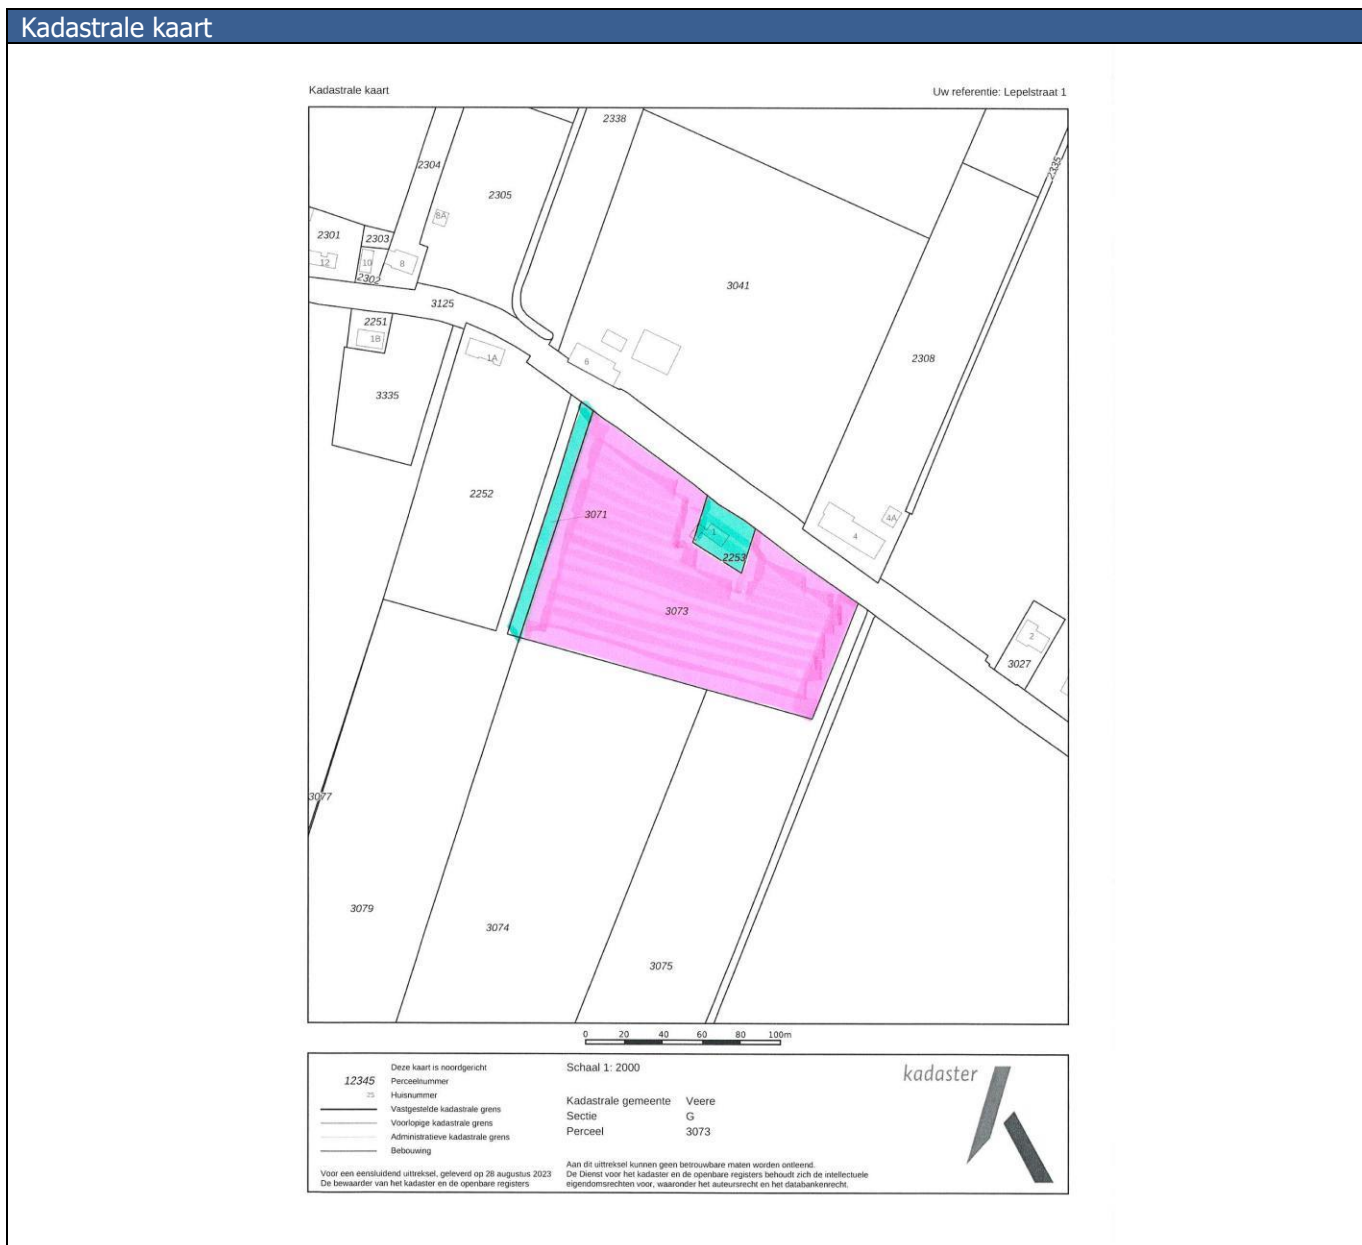 Kadastrale kaart
Kadastrale kaart
Uw referentie: Lepelstraat 1
2338
2304
2335
2305
8A
2301
2303
12
10
8
2302
3041
3125
2251
1B
1A
6
2308
3335
2252
3071
4A
4
1
2253
3073
2
3027
3077
3079
3074
3075
0 20 40 60 80 100m
Deze kaart is noordgericht
12345 Perceelnummer
25 Huisnummer
Vastgestelde kadastrale grens
Voorlopige kadastrale grens
Administratieve kadastrale grens
Bebouwing
Voor een eensluidend uittreksel, geleverd op 28 augustus 2023
De bewaarder van het kadaster en de openbare registers
Schaal 1: 2000
Kadastrale gemeente Veere
Sectie G
Perceel 3073
Aan dit uittreksel kunnen geen betrouwbare maten worden ontleend.
De Dienst voor het kadaster en de openbare registers behoudt zich de intellectuele
eigendomsrechten voor, waaronder het auteursrecht en het databankenrecht.
kadaster